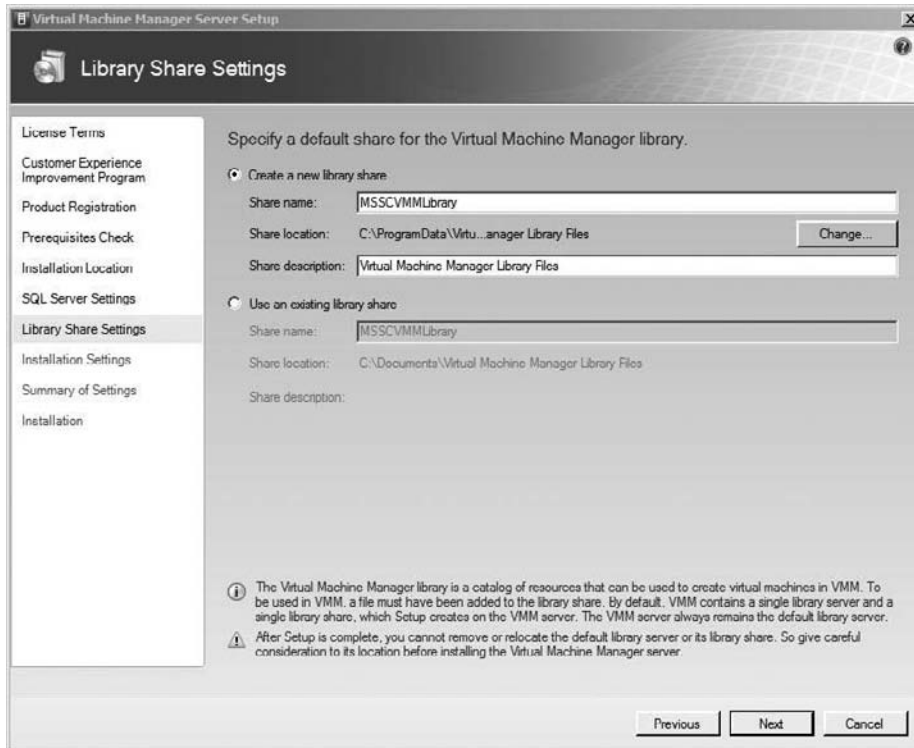 Virtual Machine Manager Server Setup
Library Share Settings
License Terms
Customer Experience
Improvement Program
Product Registration
Prerequisites Check
Installation Location
SQL Server Settings
Library Share Settings
Installation Settings
Summary of Settings
Installation
Specify a default share for the Virtual Machine Manager library.
Create a new library share
Share name: MSSCVMMLibrary
Share location: C:\ProgramData\Virtu...anager Library Files Change...
Share description: Virtual Machine Manager Library Files
Use an existing library share
Share name: MSSCVMMLibrary
Share location: C:\Documents\Virtual Machine Manager Library Files
Share description:
The Virtual Machine Manager library is a catalog of resources that can be used to create virtual machines in VMM. To
be used in VMM, a file must have been added to the library share. By default, VMM contains a single library server and a
single library share, which Setup creates on the VMM server. The VMM server always remains the default library server.
After Setup is complete, you cannot remove or relocate the default library server or its library share. So give careful
consideration to its location before installing the Virtual Machine Manager server.
Previous Next Cancel